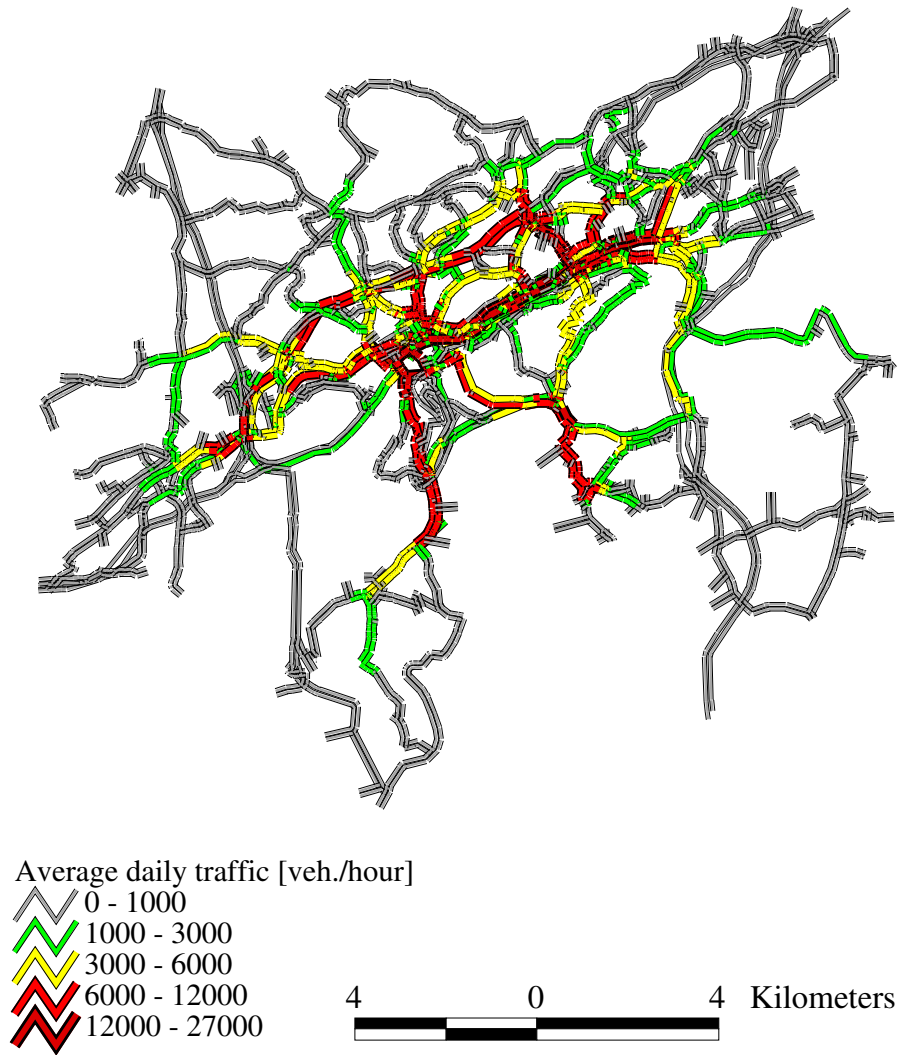 Average daily traffic [veh./hour]
0 - 1000
1000 - 3000
3000 - 6000
6000 - 12000
12000 - 27000
4 0 4 Kilometers